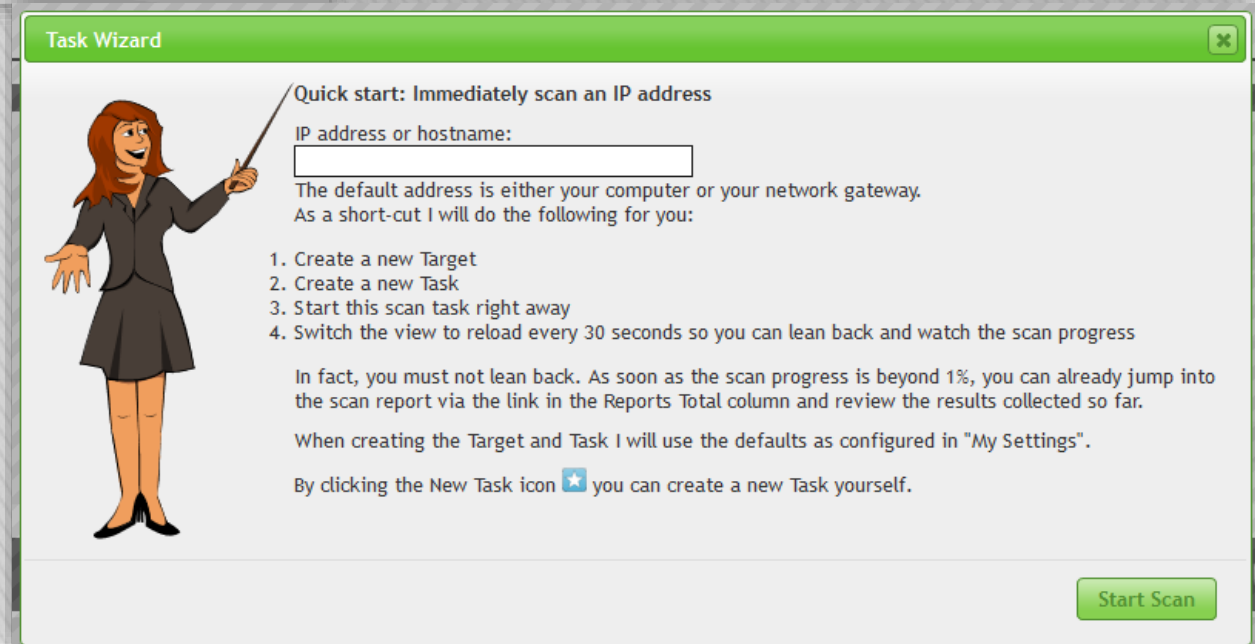 Task Wizard
Quick start: Immediately scan an IP address
IP address or hostname:
The default address is either your computer or your network gateway.
As a short-cut I will do the following for you:
1. Create a new Target
2. Create a new Task
3. Start this scan task right away
4. Switch the view to reload every 30 seconds so you can lean back and watch the scan progress
In fact, you must not lean back. As soon as the scan progress is beyond 1%, you can already jump into
the scan report via the link in the Reports Total column and review the results collected so far.
When creating the Target and Task I will use the defaults as configured in "My Settings".
By clicking the New Task icon you can create a new Task yourself.
Start Scan